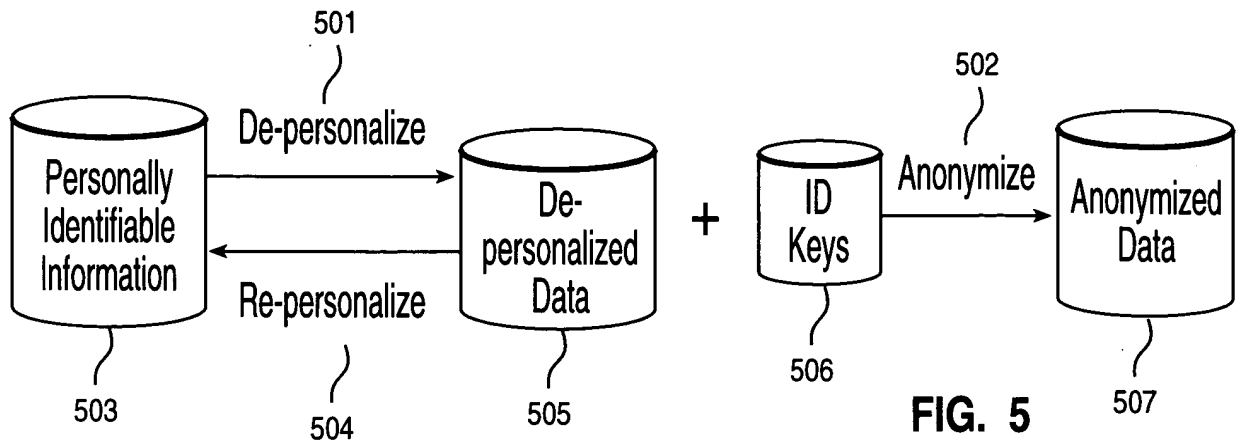 501
De-personalize
Personally
Identifiable
Information
Re-personalize
503
504
De-
personalized
Data
505
+
ID
Keys
506
502
Anonymize
Anonymized
Data
507
FIG. 5